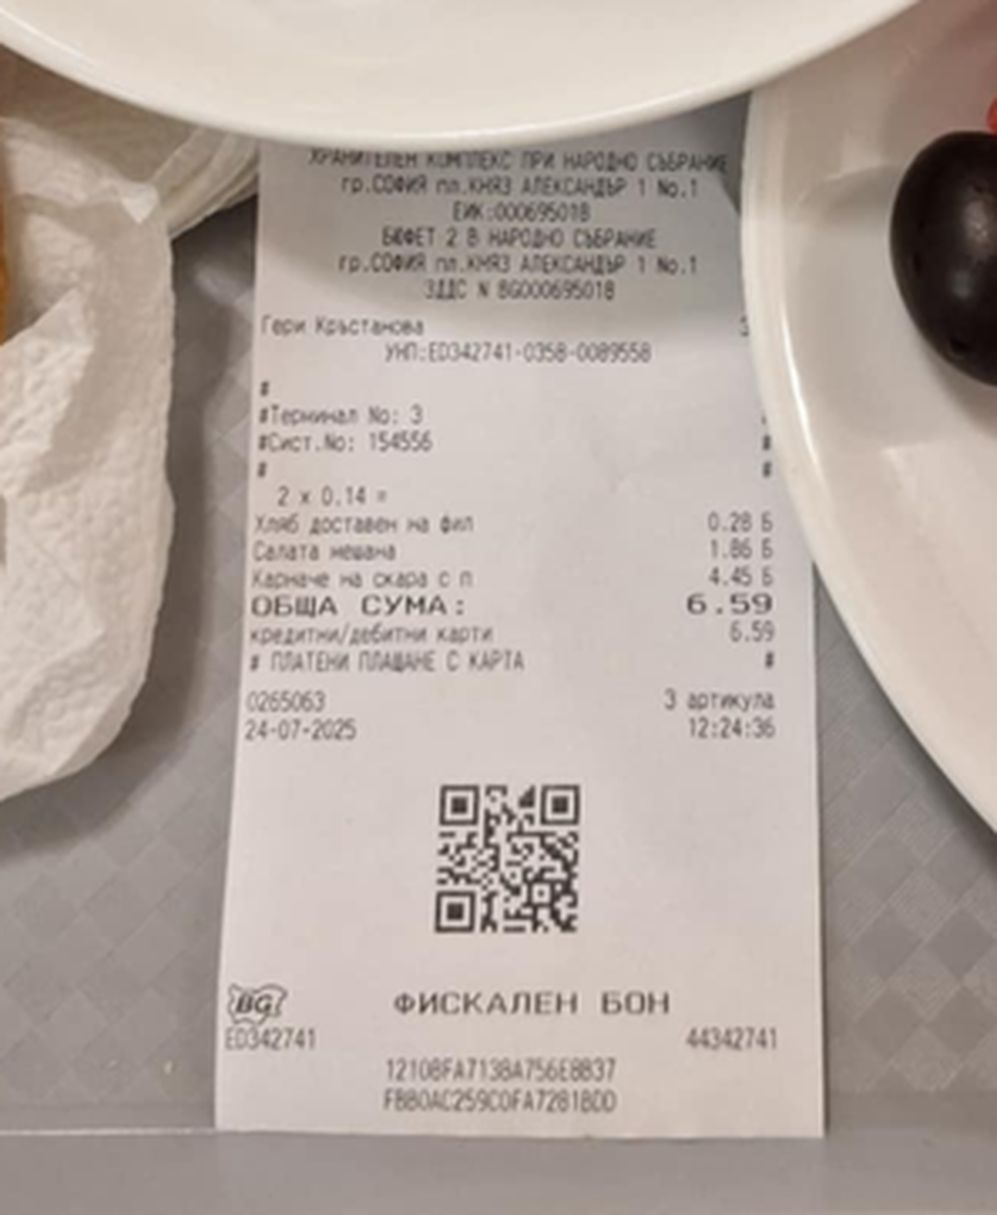 ХРАНИТЕЛЕН КОМПЛЕКС ПРИ НАРОДНО СЪБРАНИЕ
гр.СОФИЯ пл.КНЯЗ АЛЕКСАНДЪР 1 No.1
ЕИК:000695018
БЮФЕТ 2 В НАРОДНО СЪБРАНИЕ
гр.СОФИЯ пл.КНЯЗ АЛЕКСАНДЪР 1 No.1
ЗДДС N BG000695018
Гери Кръстанова
УНП:ED342741-0358-0089558
#
#Терминал No: 3
#Сист.No: 154556 #
# #
2 x 0.14 =
Хляб доставен на фил 0.28 Б
Салата мешана 1.86 Б
Карначе на скара с п 4.45 Б
ОБЩА СУМА: 6.59
кредитни/дебитни карти 6.59
# ПЛАТЕНИ ПЛАЩАНЕ С КАРТА #
0265063 3 артикула
24-07-2025 12:24:36
BG
ФИСКАЛЕН БОН
ED342741 44342741
12108FA7138A756E8B37
FB80AC259C0FA7281BDD